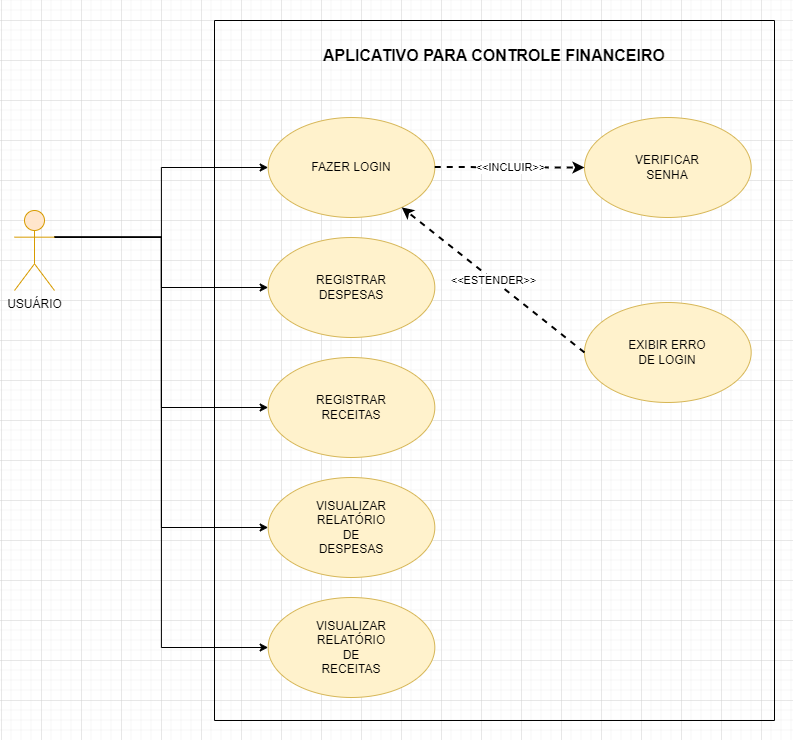 APLICATIVO PARA CONTROLE FINANCEIRO
FAZER LOGIN
<<INCLUIR>>
VERIFICAR
SENHA
USUÁRIO
REGISTRAR
DESPESAS
<<ESTENDER>>
EXIBIR ERRO
DE LOGIN
REGISTRAR
RECEITAS
VISUALIZAR
RELATÓRIO
DE
DESPESAS
VISUALIZAR
RELATÓRIO
DE
RECEITAS